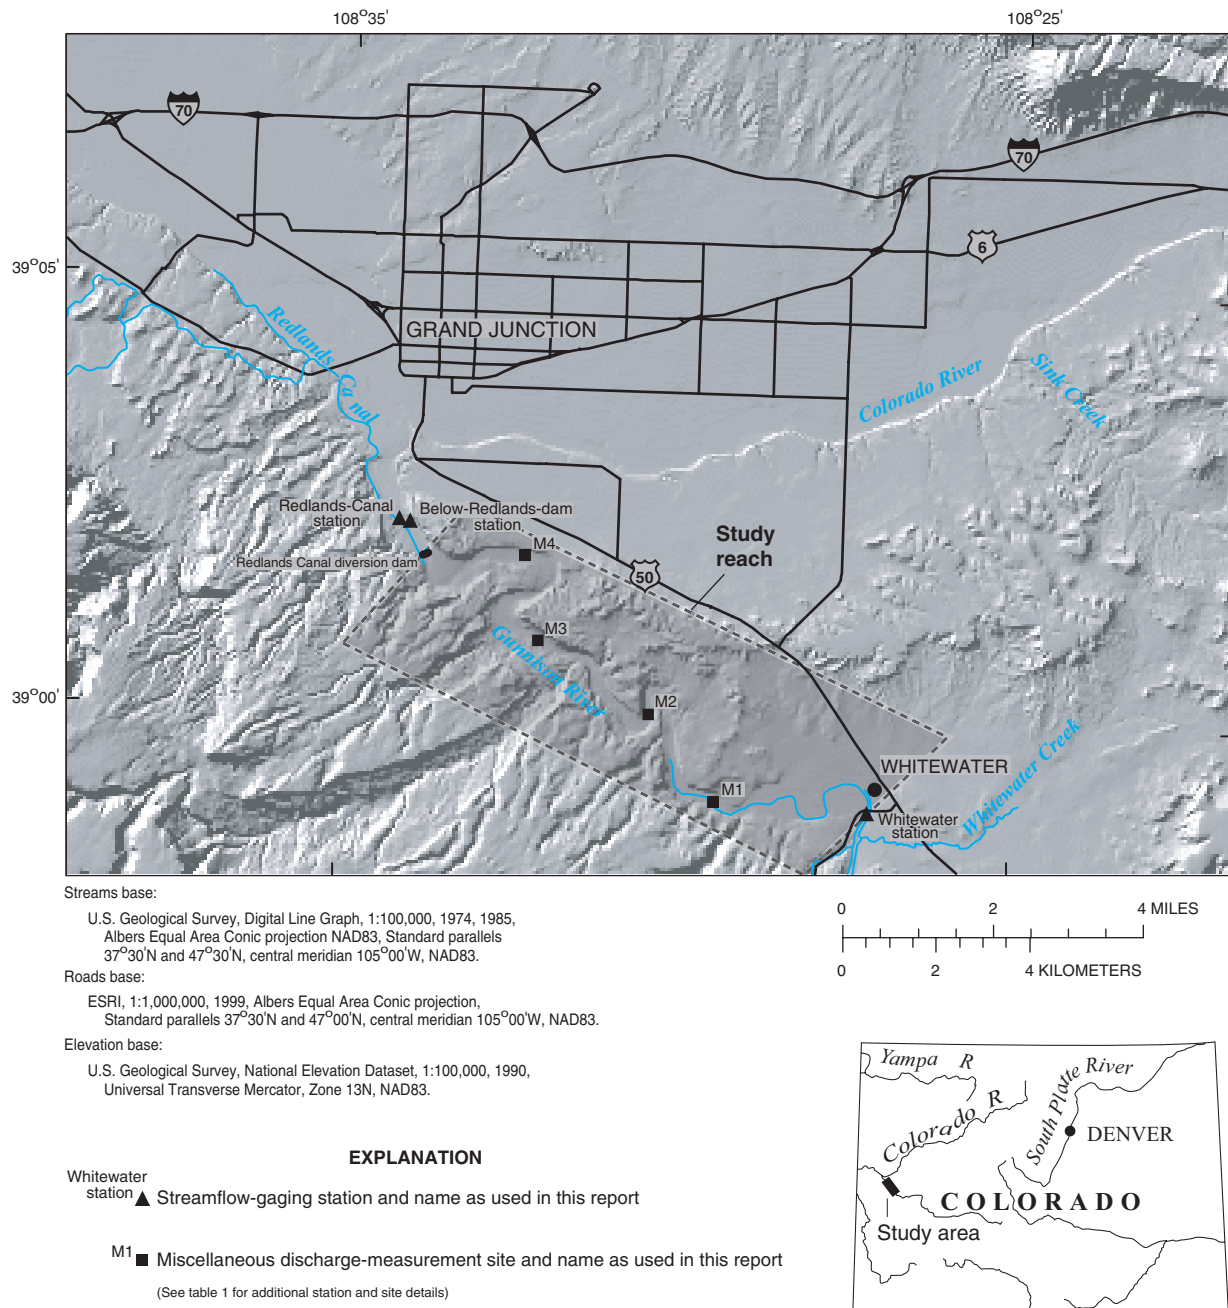 108°35'
108°25'
70
70
6
39°05'
Redlands Ca nal
GRAND JUNCTION
Colorado River
Sink Creek
Redlands-Canal
station
Below-Redlands-dam
station
Redlands Canal diversion dam
M4
Study
reach
50
M3
Gunnison River
39°00'
M2
M1
WHITEWATER
Whitewater
station
Whitewater Creek
Streams base:
U.S. Geological Survey, Digital Line Graph, 1:100,000, 1974, 1985,
Albers Equal Area Conic projection NAD83, Standard parallels
37°30'N and 47°30'N, central meridian 105°00'W, NAD83.
Roads base:
ESRI, 1:1,000,000, 1999, Albers Equal Area Conic projection,
Standard parallels 37°30'N and 47°00'N, central meridian 105°00'W, NAD83.
Elevation base:
U.S. Geological Survey, National Elevation Dataset, 1:100,000, 1990,
Universal Transverse Mercator, Zone 13N, NAD83.
0 2 4 MILES
0 2 4 KILOMETERS
EXPLANATION
Whitewater
station
Streamflow-gaging station and name as used in this report
M1
Miscellaneous discharge-measurement site and name as used in this report
(See table 1 for additional station and site details)
Yampa R
Colorado R
South Platte River
DENVER
COLORADO
Study area